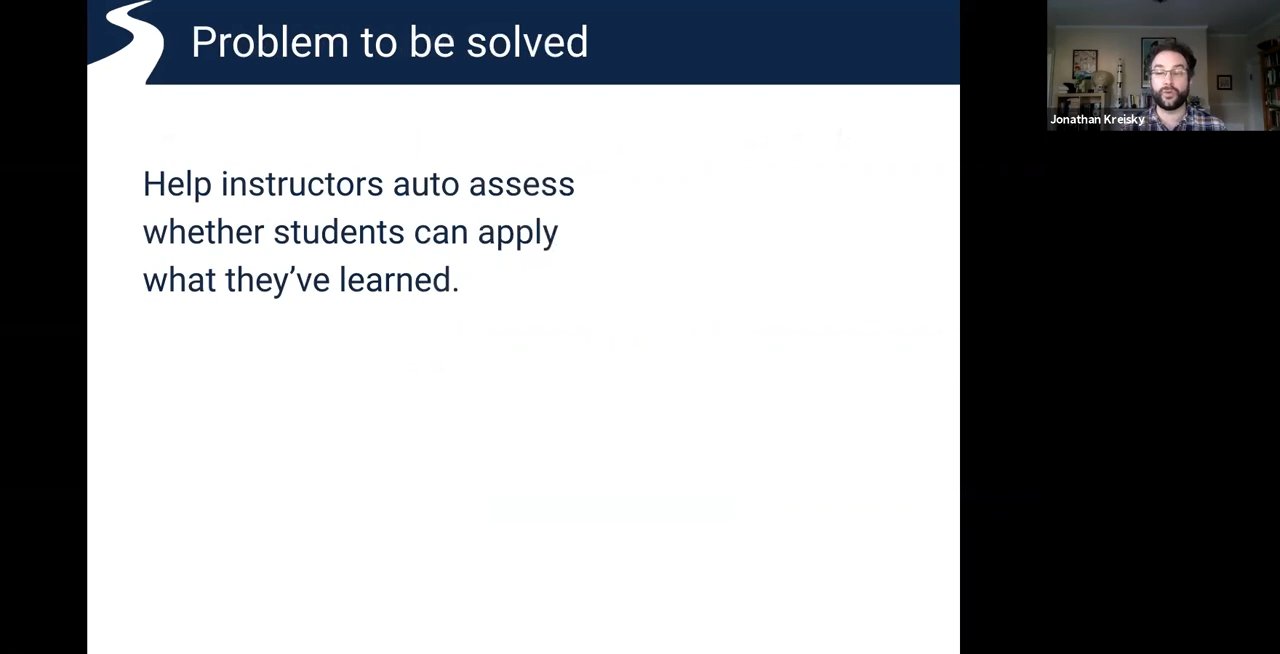 Problem to be solved
Jonathan Kreisky
Help instructors auto assess
whether students can apply
what they’ve learned.